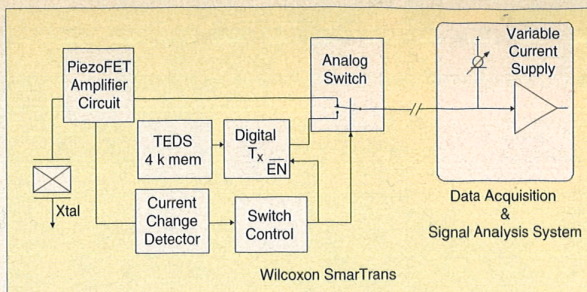 PiezoFET
Amplifier
Circuit
Analog
Switch
Variable
Current
Supply
TEDS
4 k mem
Digital
Tx
EN
Xtal
Current
Change
Detector
Switch
Control
Data Acquisition
&
Signal Analysis System
Wilcoxon SmarTrans